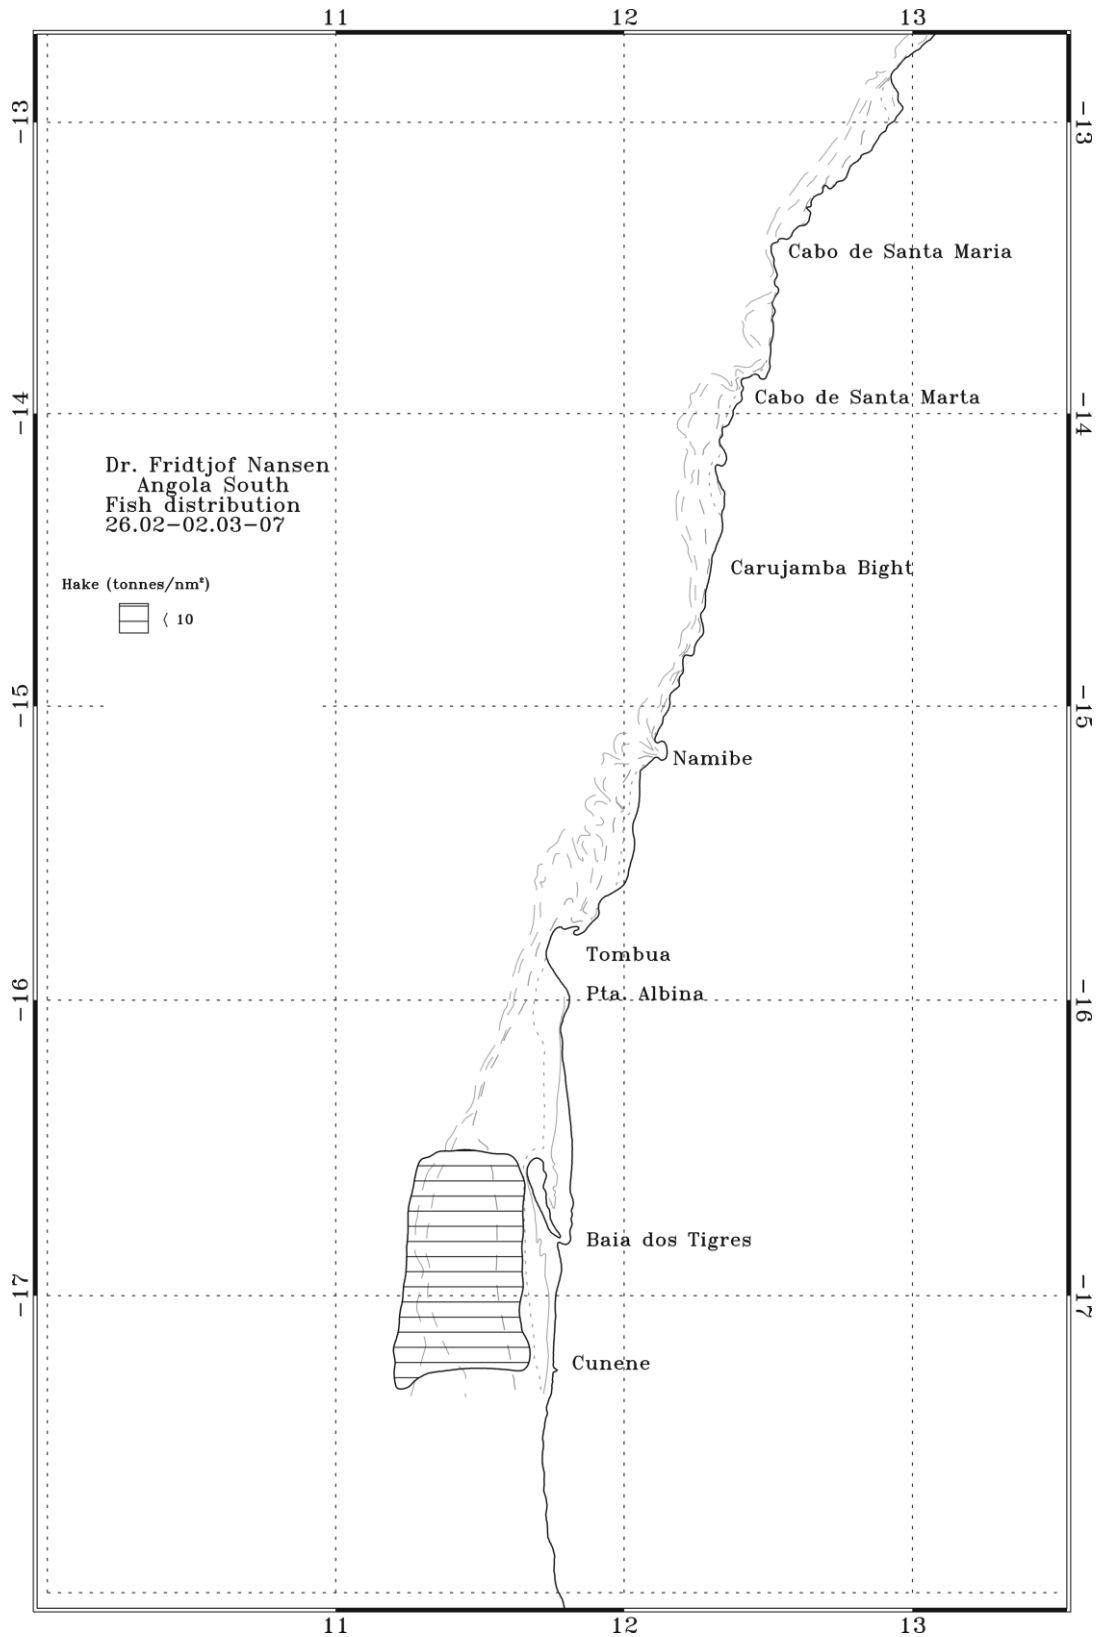 11 12 13
-13 -13
Cabo de Santa Maria
Cabo de Santa Marta
-14 -14
Dr. Fridtjof Nansen
Angola South
Fish distribution
26.02-02.03-07
Carujamba Bight
Hake (tonnes/nm²)
⟨ 10
-15 -15
Namibe
Tombua
Pta. Albina
-16 -16
Baia dos Tigres
-17 -17
Cunene
11 12 13